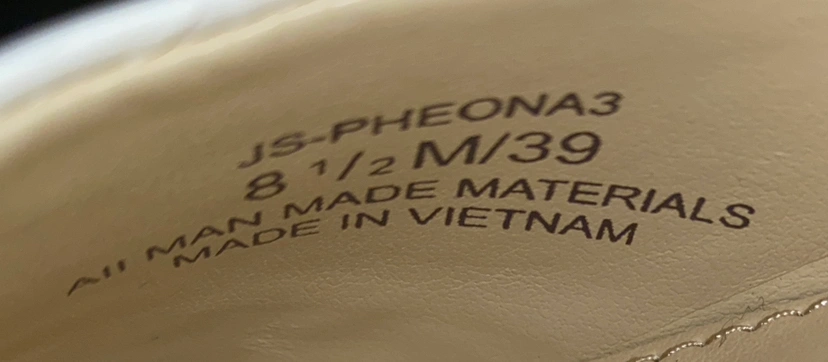 JS-PHEONA3
8 1/2 M/39
All MAN MADE MATERIALS
MADE IN VIETNAM